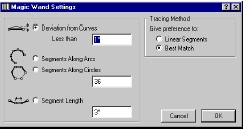 Magic Wand Settings
Deviation from Curves
Less than
1"
Segments Along Arcs
Segments Along Circles
36
Segment Length
3"
Tracing Method
Give preference to:
Linear Segments
Best Match
Cancel
OK